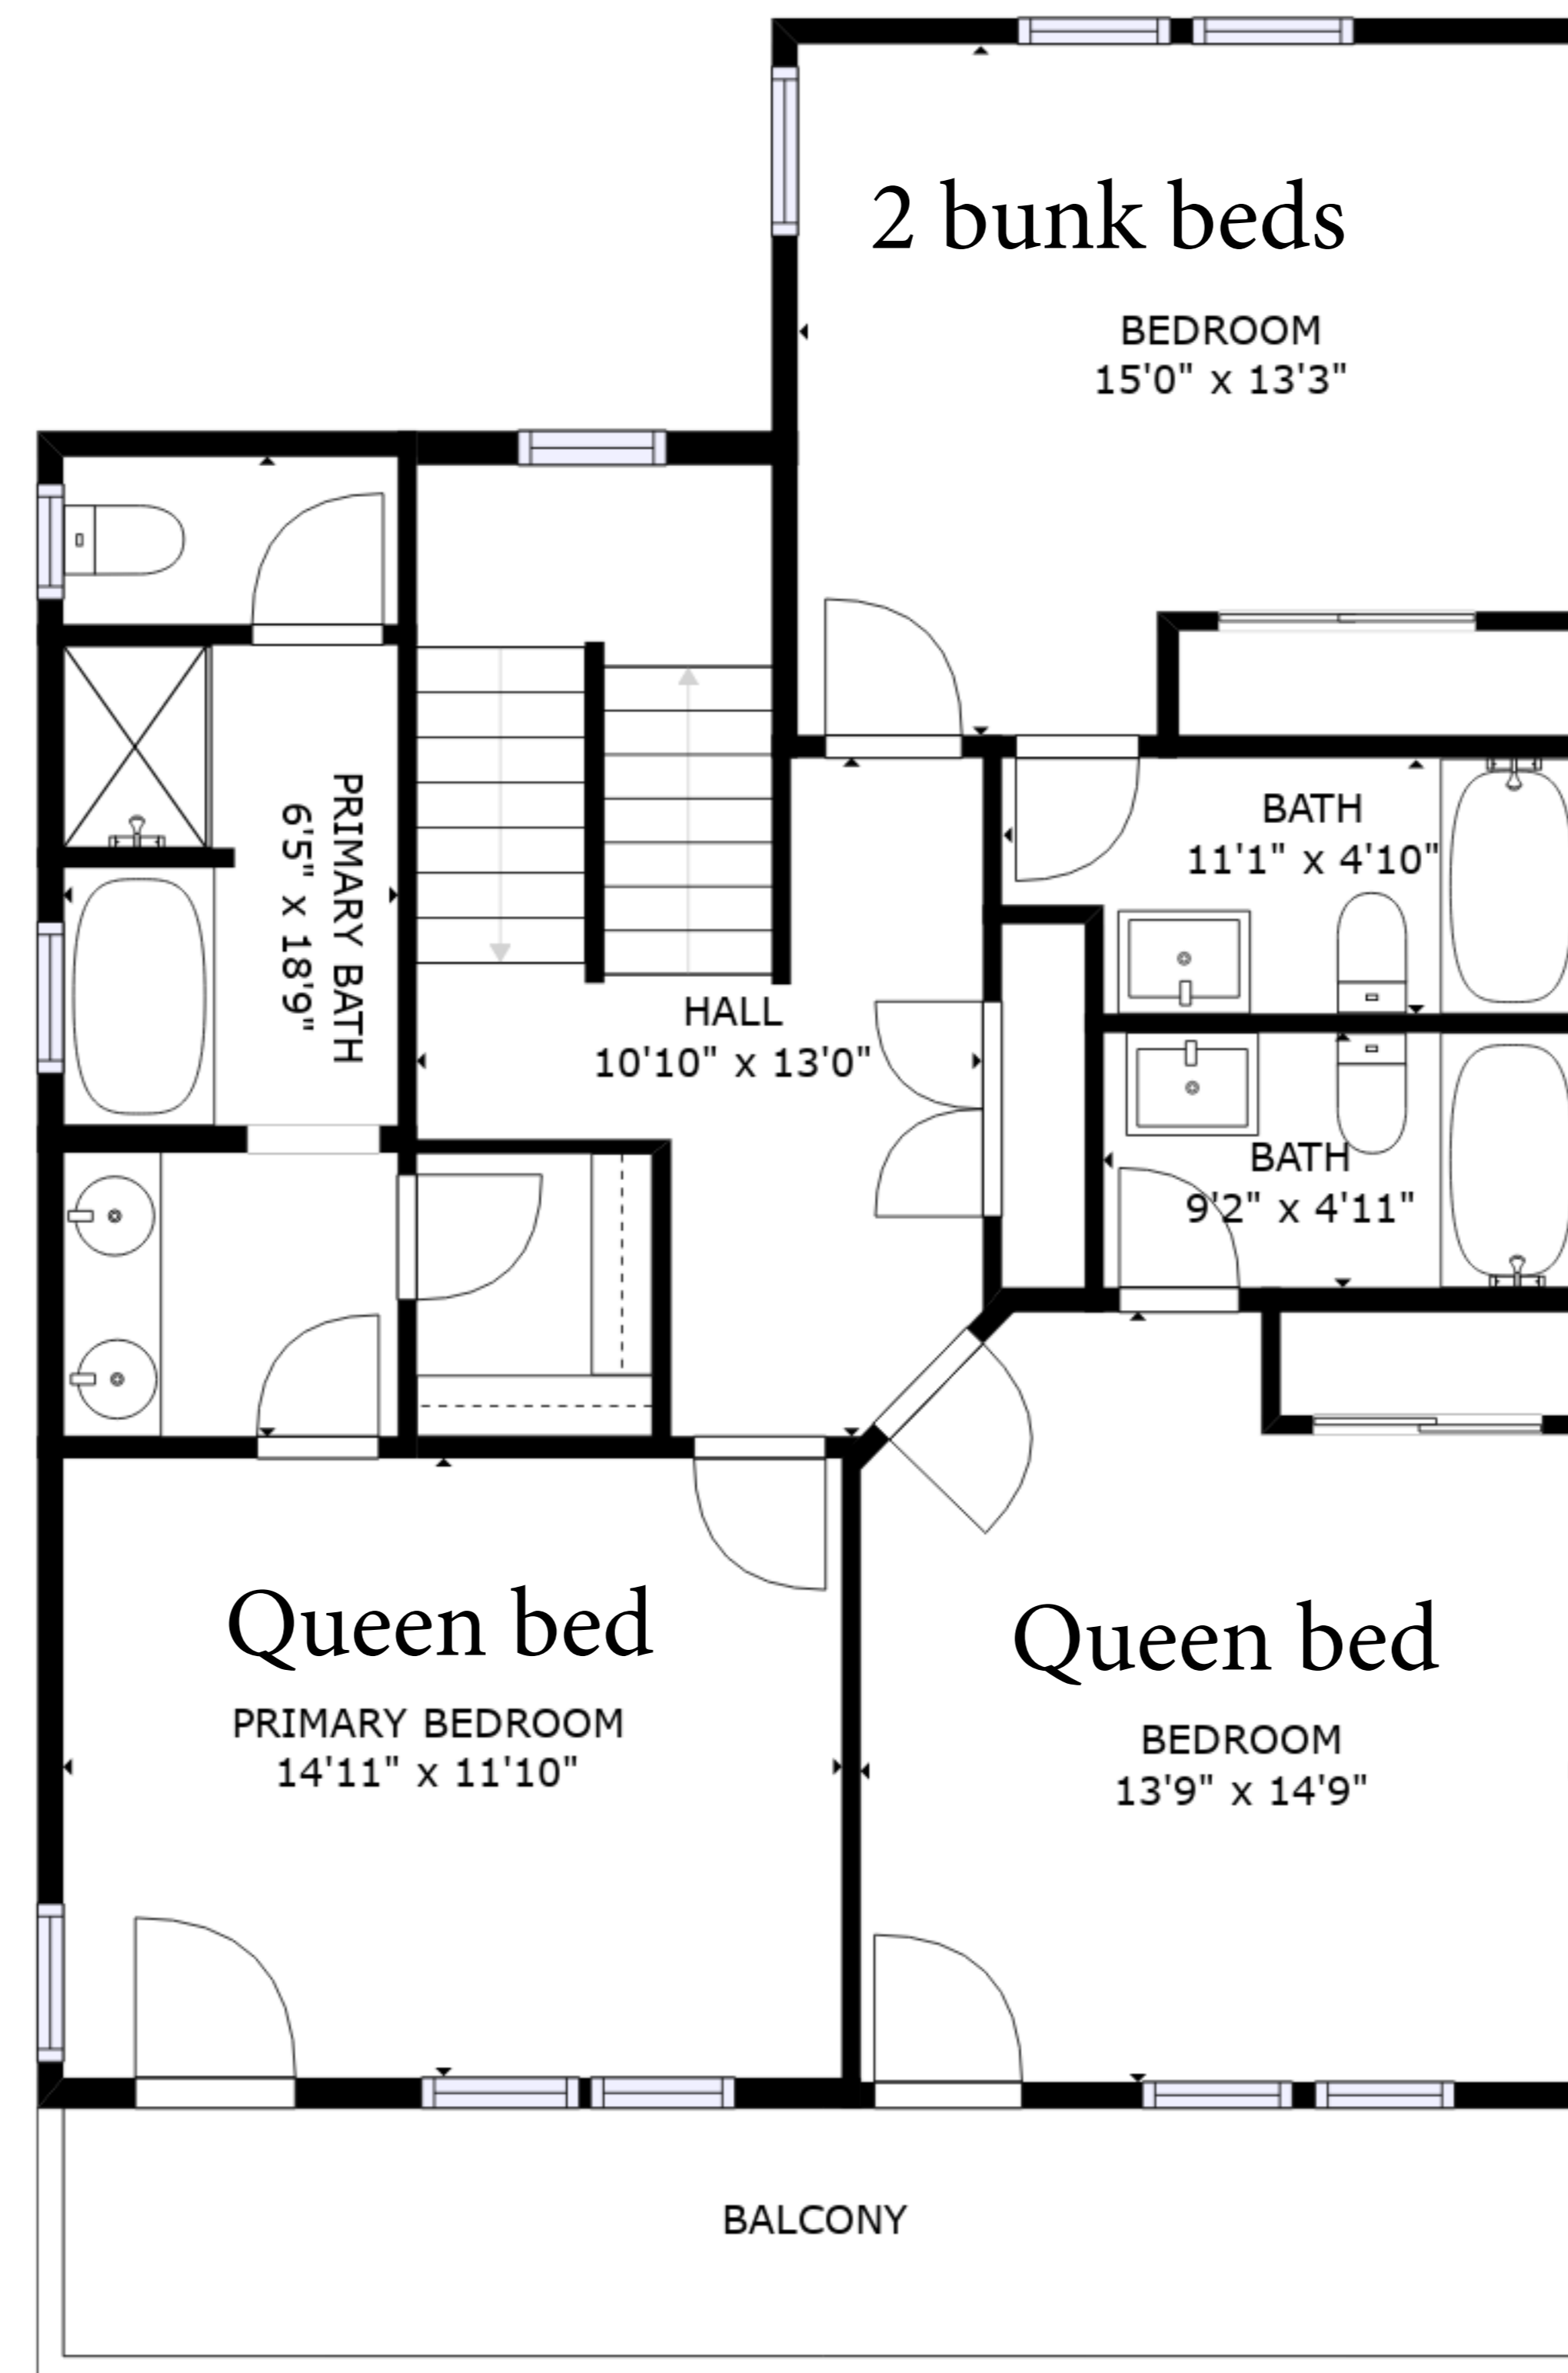 2 bunk beds
BEDROOM
15'0" x 13'3"
PRIMARY BATH
6'5" x 18'9"
BATH
11'1" x 4'10"
HALL
10'10" x 13'0"
BATH
9'2" x 4'11"
Queen bed
PRIMARY BEDROOM
14'11" x 11'10"
Queen bed
BEDROOM
13'9" x 14'9"
BALCONY